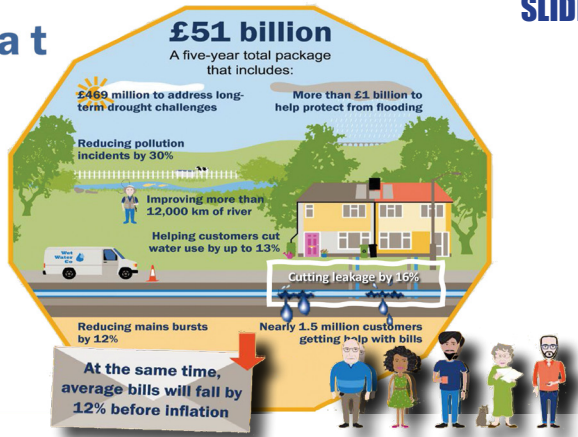 SLID
at
£51 billion
A five-year total package
that includes:
£469 million to address long-
term drought challenges
More than £1 billion to
help protect from flooding
Reducing pollution
incidents by 30%
Improving more than
12,000 km of river
Helping customers cut
water use by up to 13%
Wet
Water
Co
Cutting leakage by 16%
Reducing mains bursts
by 12%
Nearly 1.5 million customers
getting help with bills
At the same time,
average bills will fall by
12% before inflation